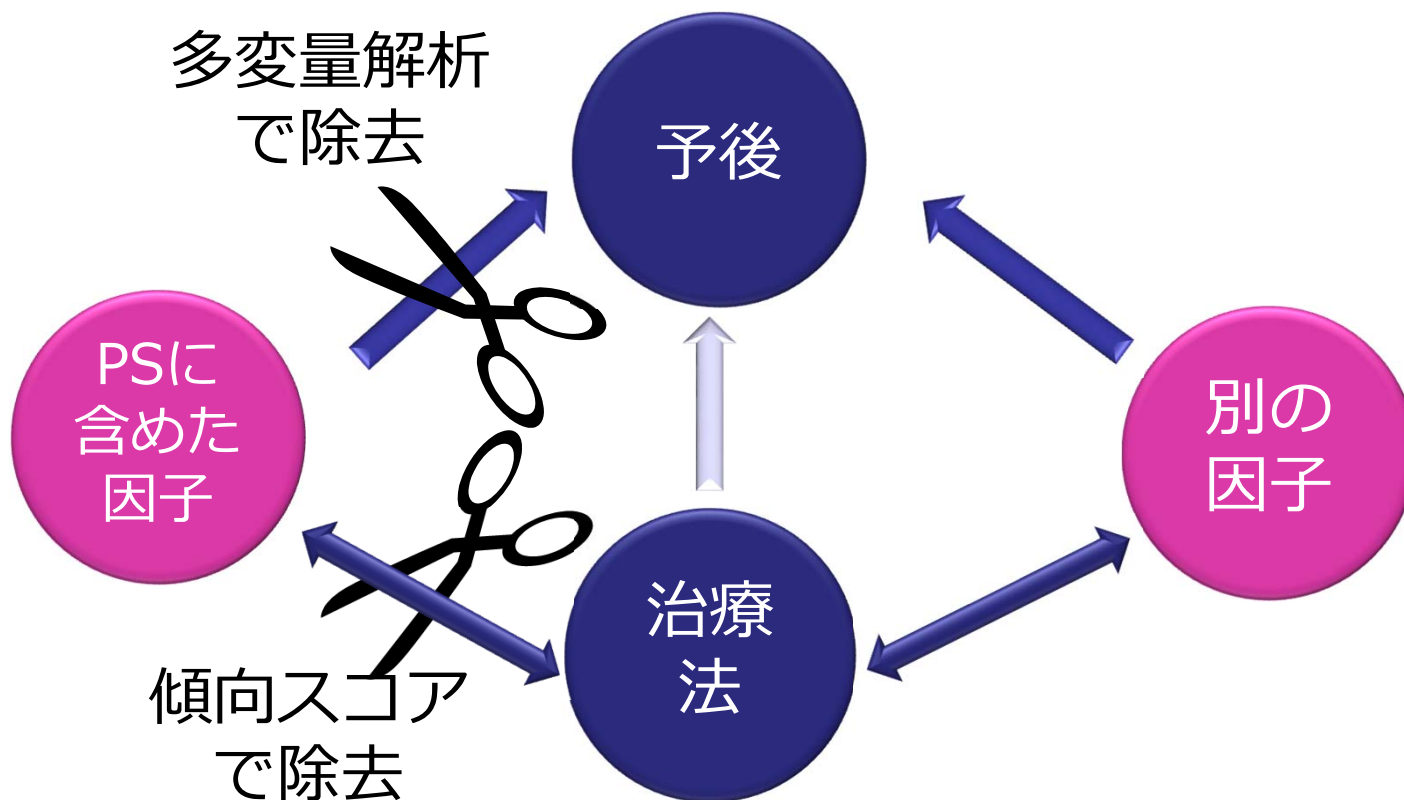 多変量解析
で除去
予後
PSに
含めた
因子
別の
因子
治療
法
傾向スコア
で除去